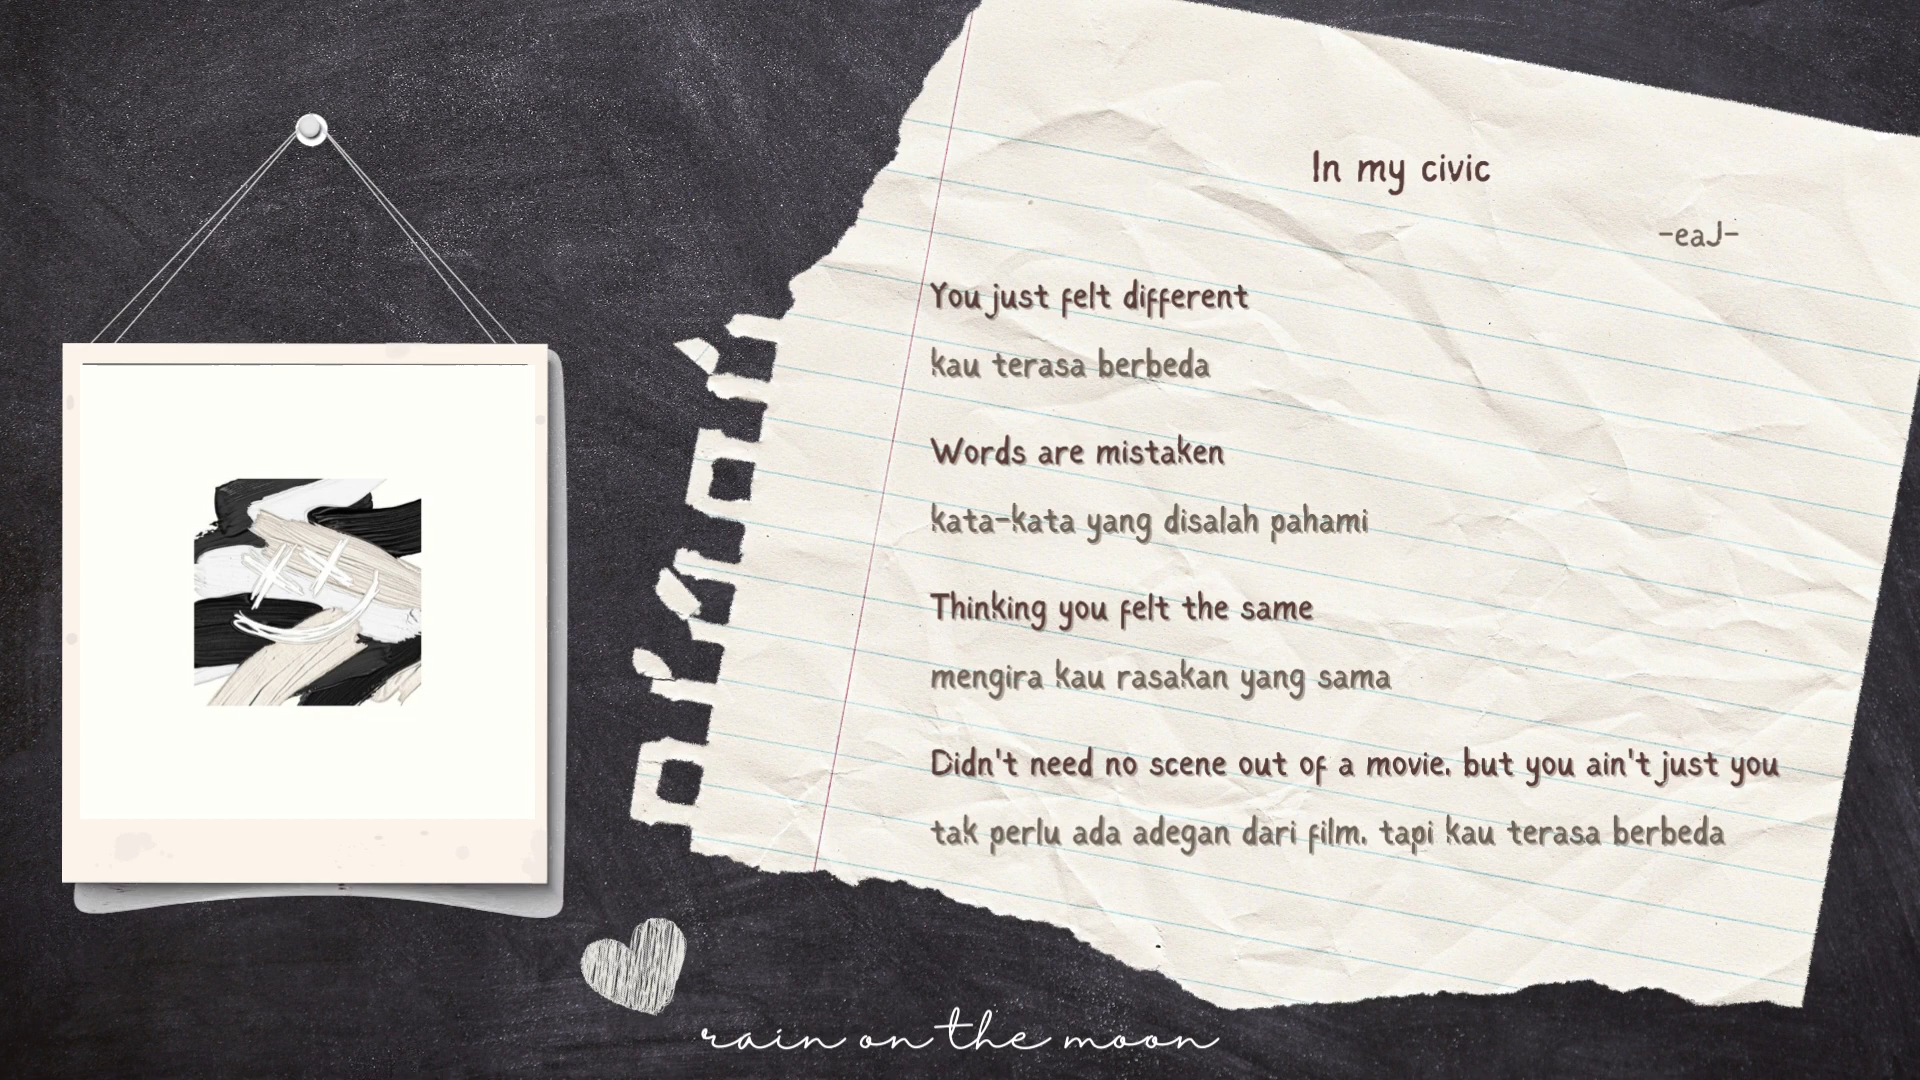 In my civic
-eaJ-
You just felt different
kau terasa berbeda
Words are mistaken
kata-kata yang disalah pahami
Thinking you felt the same
mengira kau rasakan yang sama
Didn't need no scene out of a movie. but you ain't just you
tak perlu ada adegan dari film. tapi kau terasa berbeda
rain on the moon